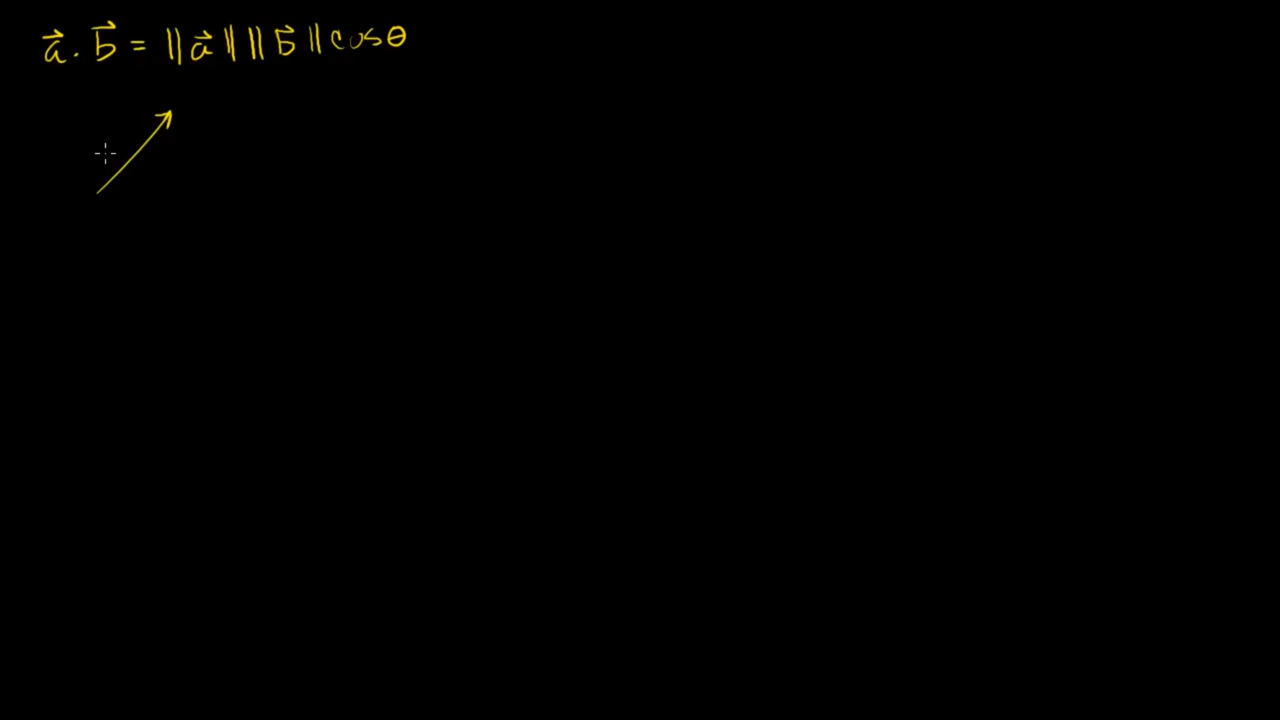 a⃗ · b⃗ = ‖a⃗‖ ‖b⃗‖ cosθ